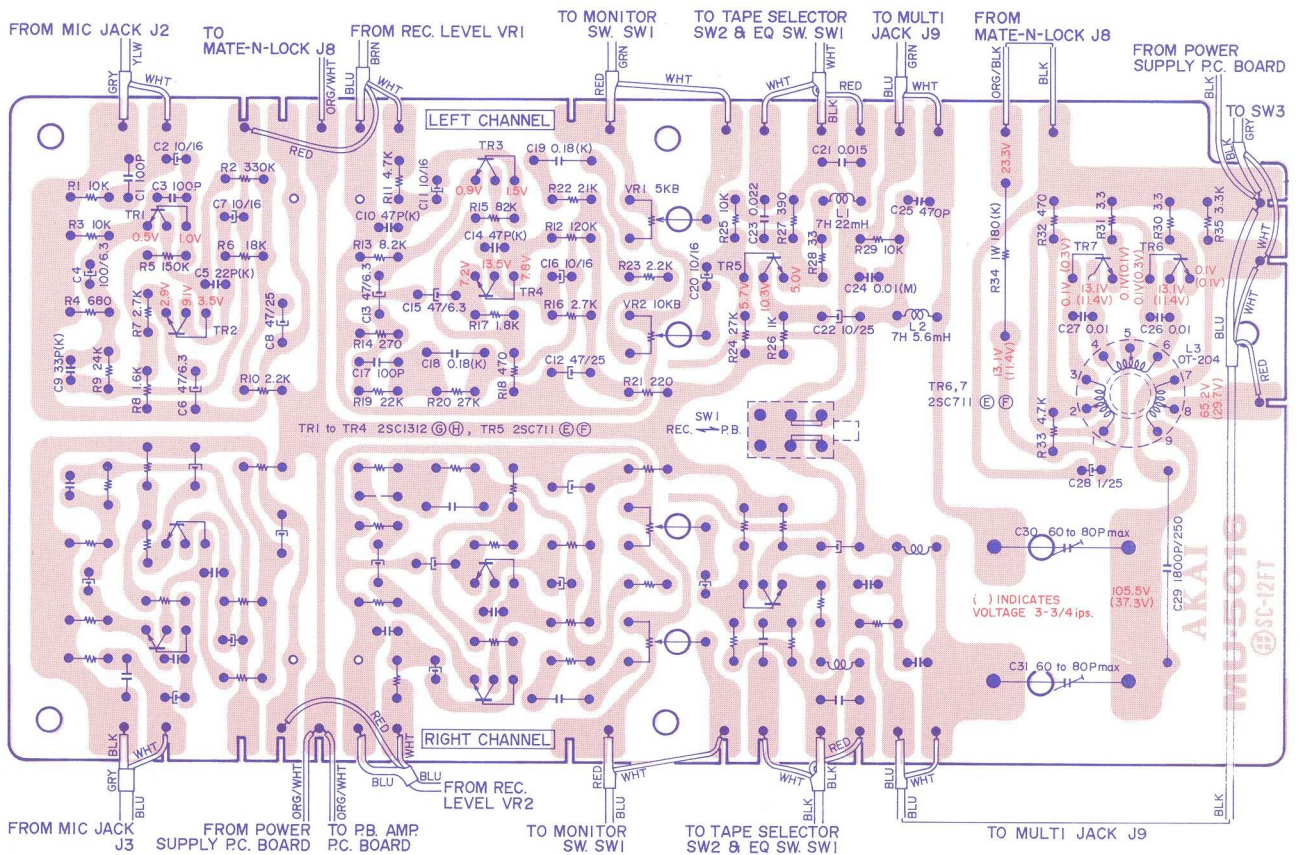 FROM MIC JACK J2
GRY
YLW
WHT
TO
MATE-N-LOCK J8
ORG/WHT
FROM REC. LEVEL VR1
BLU
BRN
WHT
RED
TO MONITOR
SW. SW1
RED
GRN
WHT
TO TAPE SELECTOR
SW2 & EQ SW. SW1
WHT
WHT
BLK
RED
TO MULTI
JACK J9
BLU
GRN
WHT
FROM
MATE-N-LOCK J8
ORG/BLK
BLK
FROM POWER
SUPPLY P.C. BOARD
BLK
BLU
TO SW3
BLK
GRY
WHT
WHT
BLU
RED
LEFT CHANNEL
C2 10/16
C1 100P
C3 100P
R1 10K
TR1
R3 10K
0.5V
1.0V
C4
100/6.3
R5 150K
R2 330K
C7 10/16
R6 18K
C5 22P(K)
R4 680
R7 2.7K
2.9V
19.1V
3.5V
TR2
C8 47/25
C9 33P(K)
R9 24K
R8 1.6K
C6 47/6.3
R10 2.2K
R11 4.7K
C11 10/16
TR3
0.9V
1.5V
C10 47P(K)
R15 82K
C14 47P(K)
R13 8.2K
C13 47/6.3
7.2V
13.5V
7.8V
TR4
C15 47/6.3
R17 1.8K
R14 270
C17 100P
C18 0.18(K)
R18 470
R19 22K
R20 27K
C19 0.18(K)
R22 21K
R12 120K
C16 10/16
R16 2.7K
C12 47/25
VR1 5KB
R23 2.2K
VR2 10KB
R21 220
C20 10/16
R25 10K
C23 0.022
R27 390
C21 0.015
L1
7H 22mH
R28 33
R29 10K
C25 470P
TR5
5.7V
10.3V
5.0V
C24 0.01(M)
R24 27K
R26 1K
C22 10/25
L2
7H 5.6mH
23.3V
R34 1W 180(K)
13.1V
(11.4V)
R32 470
R31 3.3
R30 3.3
R35 3.3K
TR7
TR6
0.1V (0.3V)
13.1V
(11.4V)
0.1V(0.1V)
0.1V(0.3V)
13.1V
(11.4V)
0.1V
(0.1V)
C27 0.01
C26 0.01
L3
OT-204
1
2
3
4
5
6
7
8
9
65.2V
(29.7V)
R33 4.7K
C28 1/25
TR6,7
2SC711 Ⓔ Ⓕ
SW1
REC. ⇋ P.B.
TR1 to TR4 2SC1312 Ⓖ Ⓗ, TR5 2SC711 Ⓔ Ⓕ
C30 60 to 80P max
C29 1800P/250
( ) INDICATES
VOLTAGE 3-3/4 ips.
105.5V
(37.3V)
C31 60 to 80P max
AKAI
MU-5016
SC-12FT
RIGHT CHANNEL
BLK
WHT
GRY
BLU
FROM MIC JACK
J3
ORG/WHT
ORG/WHT
FROM POWER
SUPPLY P.C. BOARD
TO P.B. AMP.
P.C. BOARD
RED
WHT
BLU
BLU
FROM REC.
LEVEL VR2
RED
WHT
BLU
TO MONITOR
SW. SW1
WHT
BLK
RED
BLU
TO TAPE SELECTOR
SW2 & EQ SW. SW1
BLU
WHT
BLU
BLK
TO MULTI JACK J9